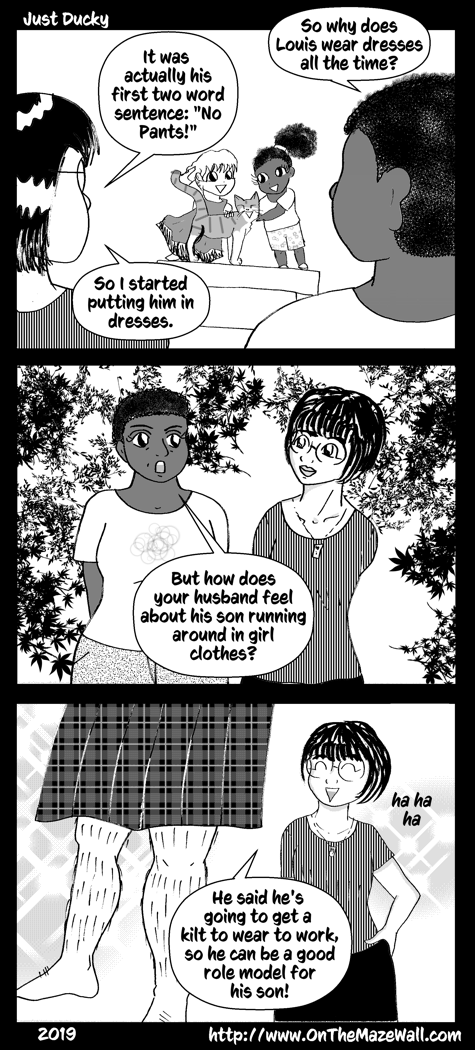 Just Ducky
So why does
Louis wear dresses
all the time?
It was
actually his
first two word
sentence: "No
Pants!"
So I started
putting him in
dresses.
But how does
your husband feel
about his son running
around in girl
clothes?
ha ha
ha
He said he's
going to get a
kilt to wear to work,
so he can be a good
role model for
his son!
2019
http://www.OnTheMazeWall.com